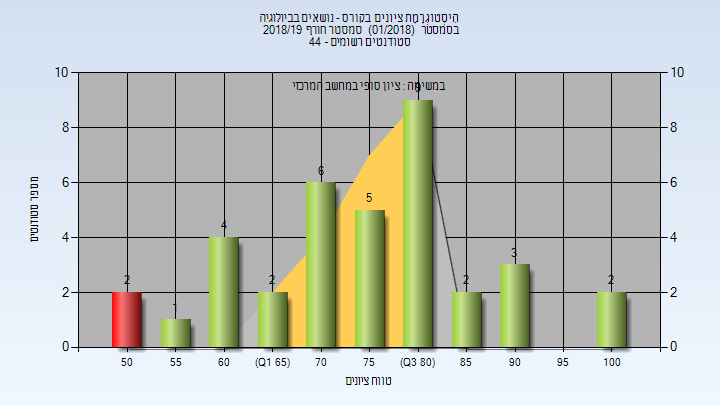 היסטוגרמת ציונים בקורס - נושאים בביולוגיה
בסמסטר (01/2018) סמסטר חורף 2018/19
סטודנטים רשומים - 44
במשימה : ציון סופי במחשב המרכזי
מספר סטודנטים
10 10
8 8
6 6
4 4
2 2
0 0
2 1 4 2 6 5 9 2 3 2
50 55 60 (Q1 65) 70 75 (Q3 80) 85 90 95 100
טווח ציונים